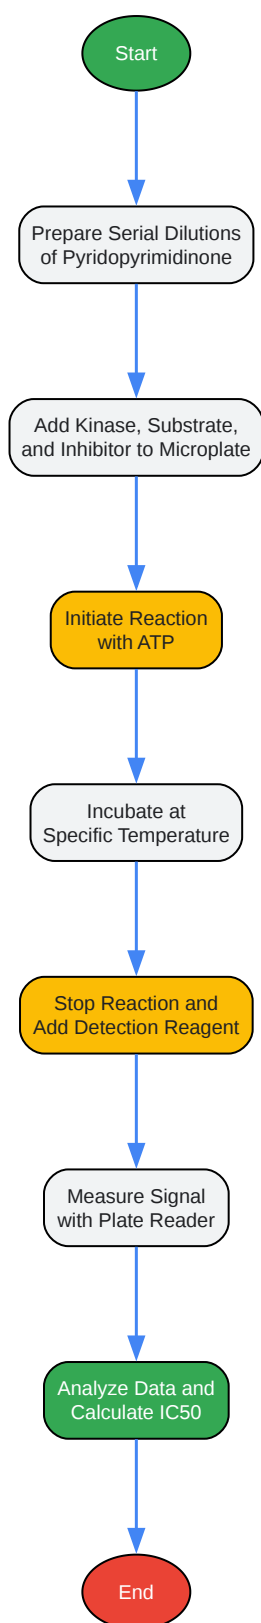 Start
Prepare Serial Dilutions
of Pyridopyrimidinone
Add Kinase, Substrate,
and Inhibitor to Microplate
Initiate Reaction
with ATP
Incubate at
Specific Temperature
Stop Reaction and
Add Detection Reagent
Measure Signal
with Plate Reader
Analyze Data and
Calculate IC50
End